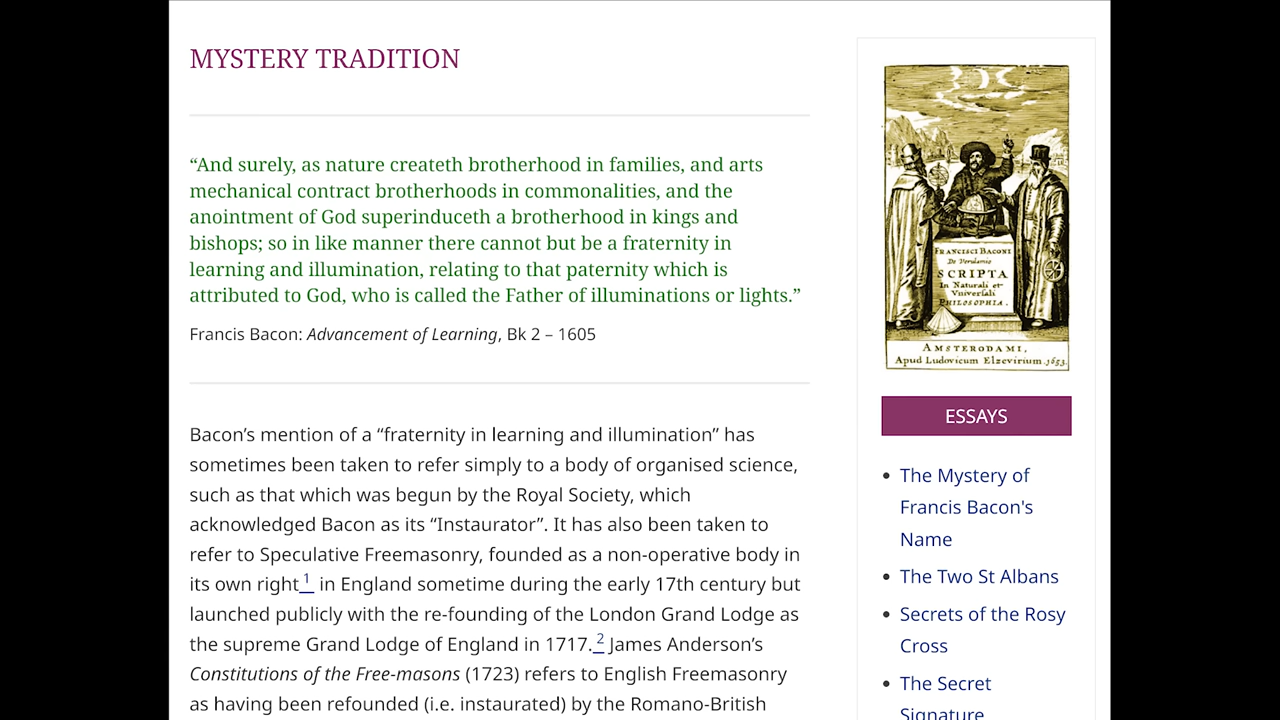 MYSTERY TRADITION
“And surely, as nature createth brotherhood in families, and arts
mechanical contract brotherhoods in commonalities, and the
anointment of God superinduceth a brotherhood in kings and
bishops; so in like manner there cannot but be a fraternity in
learning and illumination, relating to that paternity which is
attributed to God, who is called the Father of illuminations or lights.”
Francis Bacon: Advancement of Learning, Bk 2 – 1605
Bacon’s mention of a “fraternity in learning and illumination” has
sometimes been taken to refer simply to a body of organised science,
such as that which was begun by the Royal Society, which
acknowledged Bacon as its “Instaurator”. It has also been taken to
refer to Speculative Freemasonry, founded as a non-operative body in
its own right1 in England sometime during the early 17th century but
launched publicly with the re-founding of the London Grand Lodge as
the supreme Grand Lodge of England in 1717.2 James Anderson’s
Constitutions of the Free-masons (1723) refers to English Freemasonry
as having been refounded (i.e. instaurated) by the Romano-British
FRANCISCI BACONI
De Verulamio
SCRIPTA
In Naturali et
Vniversali
PHILOSOPHIA.
AMSTERODAMI,
Apud Ludovicum Elzevirium. 1653
ESSAYS
The Mystery of
Francis Bacon's
Name
The Two St Albans
Secrets of the Rosy
Cross
The Secret
Signature